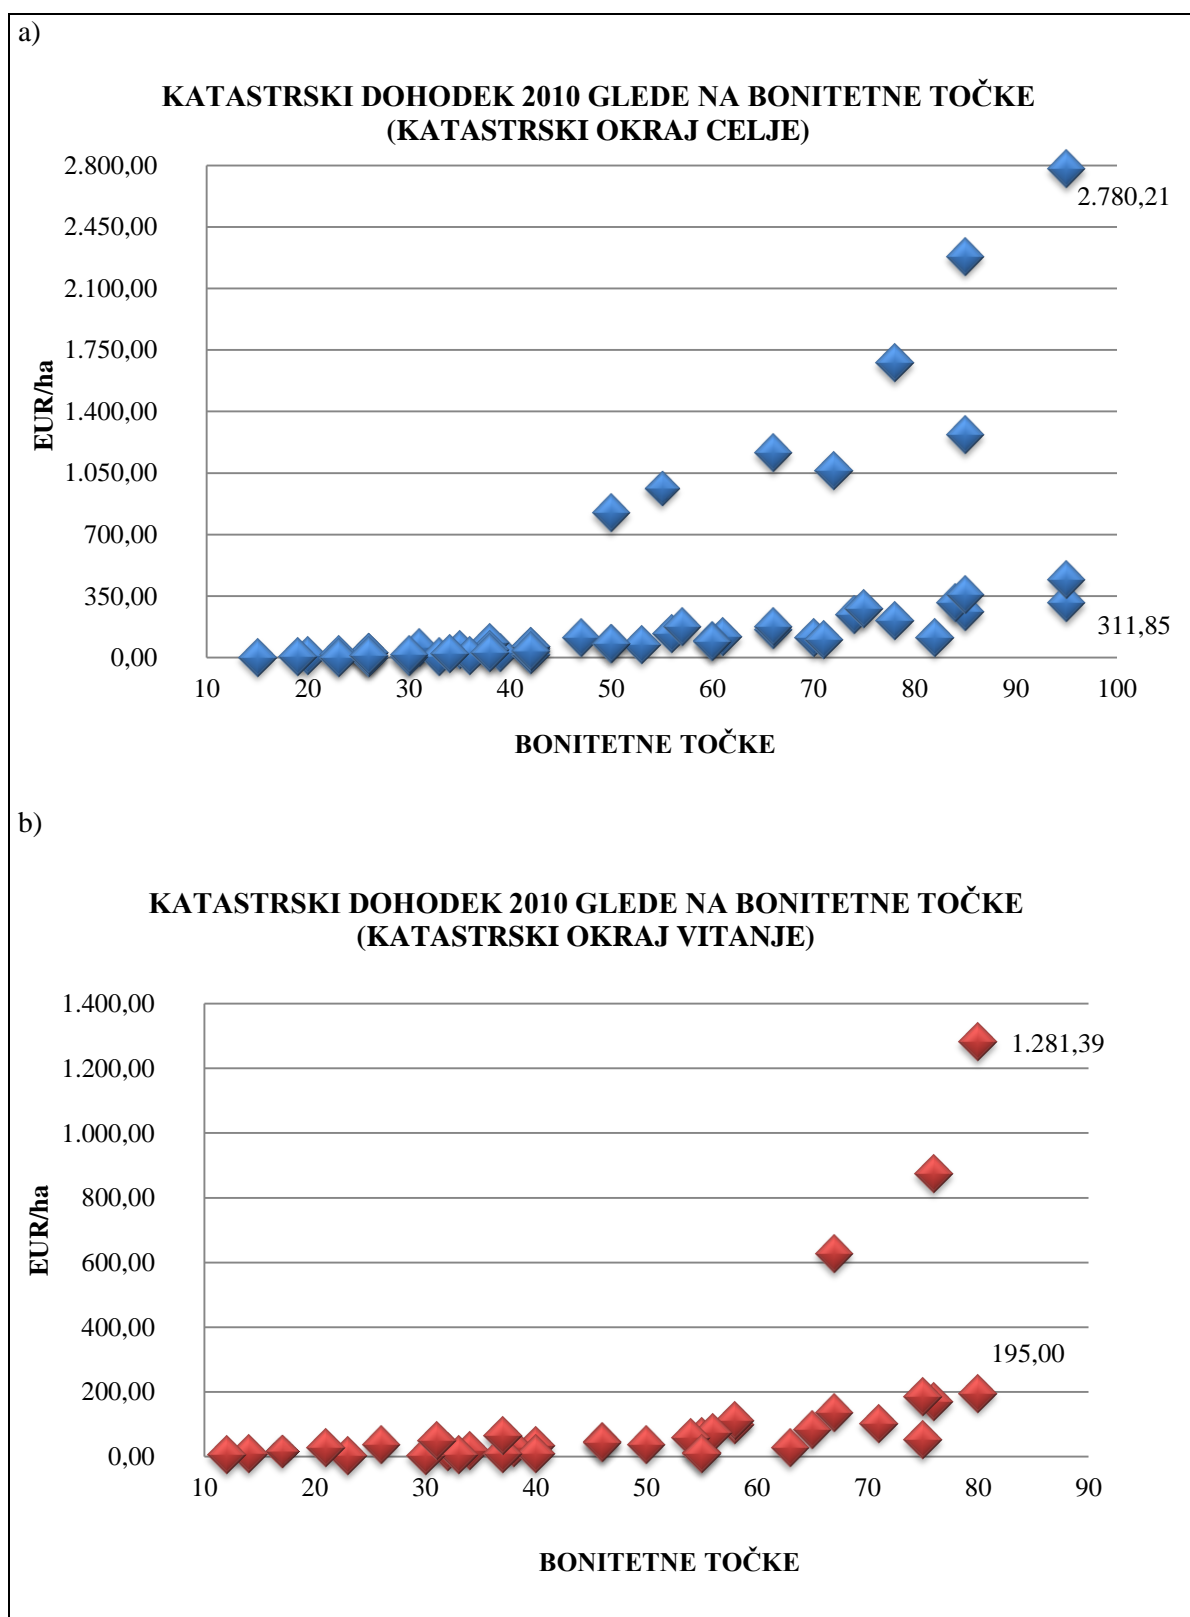 a)
KATASTRSKI DOHODEK 2010 GLEDE NA BONITETNE TOČKE
(KATASTRSKI OKRAJ CELJE)
2.800,00
2.450,00
2.100,00
1.750,00
1.400,00
1.050,00
700,00
350,00
0,00
EUR/ha
2.780,21
311,85
10 20 30 40 50 60 70 80 90 100
BONITETNE TOČKE
b)
KATASTRSKI DOHODEK 2010 GLEDE NA BONITETNE TOČKE
(KATASTRSKI OKRAJ VITANJE)
1.400,00
1.200,00
1.000,00
800,00
600,00
400,00
200,00
0,00
EUR/ha
1.281,39
195,00
10 20 30 40 50 60 70 80 90
BONITETNE TOČKE